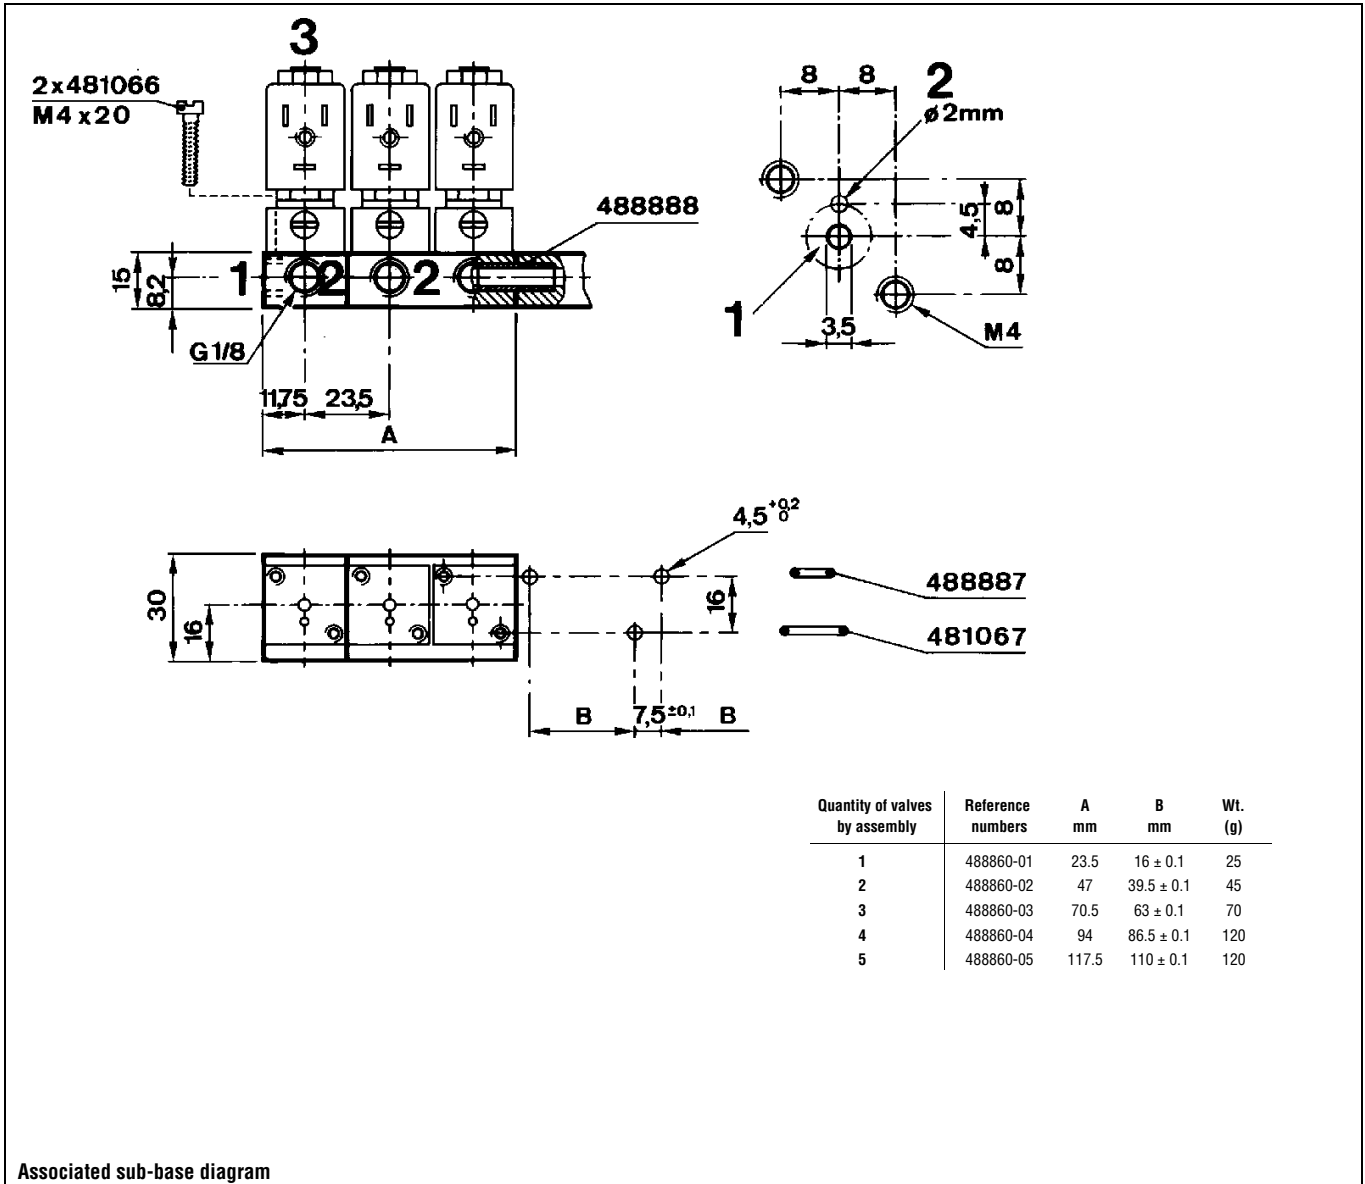 3
2x481066
M4x20
488888
15
8,2
1
2
2
G1/8
11,75
23,5
A
8
8
2
ø2mm
4,5
8
8
1
3,5
M4
4,5 +0,2 0
30
16
16
488887
481067
B
7,5 ±0,1
B
Quantity of valves by assembly Reference numbers A mm B mm Wt. (g)
1 488860-01 23.5 16 ± 0.1 25
2 488860-02 47 39.5 ± 0.1 45
3 488860-03 70.5 63 ± 0.1 70
4 488860-04 94 86.5 ± 0.1 120
5 488860-05 117.5 110 ± 0.1 120
Associated sub-base diagram